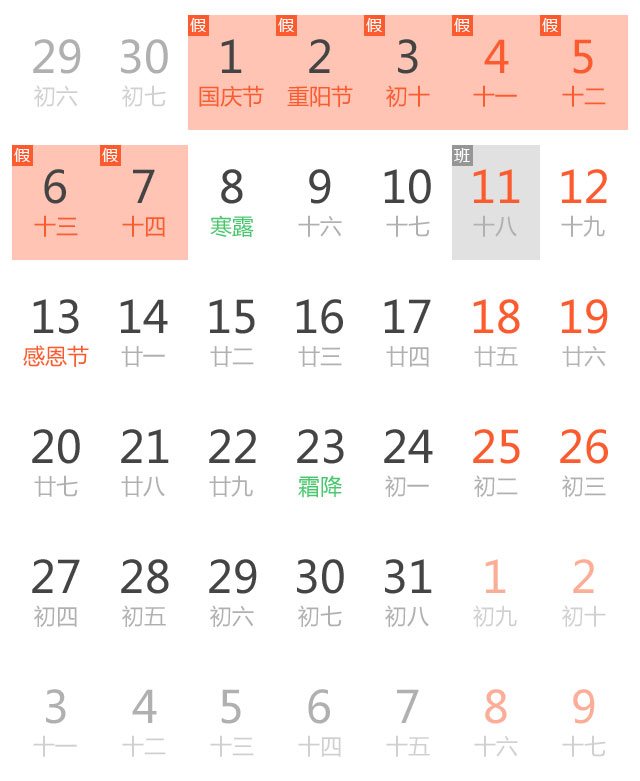 假 假 假 假 假
29 30 1 2 3 4 5
初六 初七 国庆节 重阳节 初十 十一 十二
假 假 班
6 7 8 9 10 11 12
十三 十四 寒露 十六 十七 十八 十九
13 14 15 16 17 18 19
感恩节 廿一 廿二 廿三 廿四 廿五 廿六
20 21 22 23 24 25 26
廿七 廿八 廿九 霜降 初一 初二 初三
27 28 29 30 31 1 2
初四 初五 初六 初七 初八 初九 初十
3 4 5 6 7 8 9
十一 十二 十三 十四 十五 十六 十七